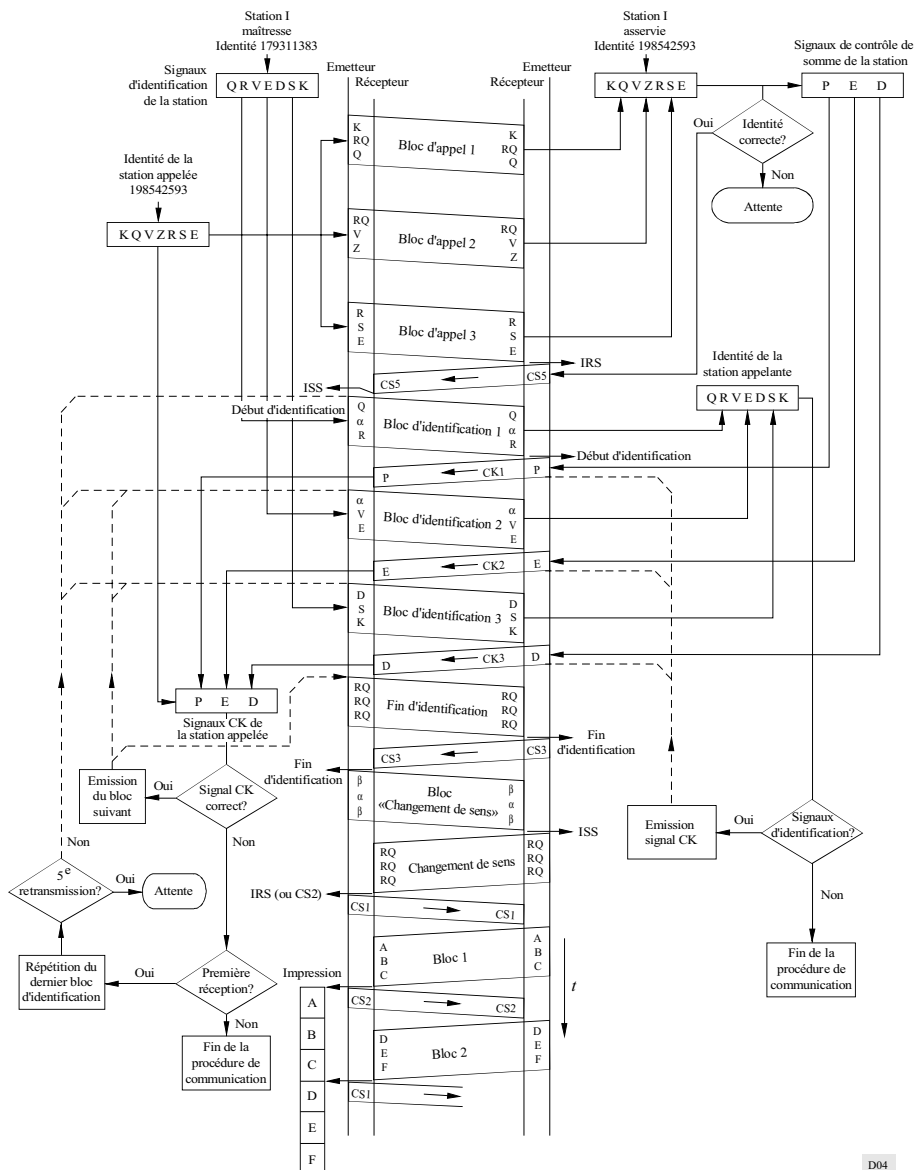 Station I
maîtresse
Identité 179311383
Station I
asservie
Identité 198542593
Signaux de contrôle de
somme de la station
Signaux
d'identification
de la station
Emetteur
Récepteur
Emetteur
Récepteur
Q R V E D S K
K Q V Z R S E
P E D
Oui
Identité
correcte?
Non
Attente
Identité de la
station appelée
198542593
K Q V Z R S E
K
RQ
Q
Bloc d'appel 1
K
RQ
Q
RQ
V
Z
Bloc d'appel 2
RQ
V
Z
R
S
E
Bloc d'appel 3
R
S
E
IRS
ISS
CS5
CS5
Identité de la
station appelante
Q R V E D S K
Début d'identification
Q
α
R
Bloc d'identification 1
Q
α
R
Début d'identification
P
CK1
P
α
V
E
Bloc d'identification 2
α
V
E
E
CK2
E
D
S
K
Bloc d'identification 3
D
S
K
D
CK3
D
P E D
Signaux CK de
la station appelée
RQ
RQ
RQ
Fin d'identification
RQ
RQ
RQ
Fin
d'identification
CS3
CS3
Fin
d'identification
Emission
du bloc
suivant
Oui
Signal CK
correct?
Non
β
α
β
Bloc
«Changement de sens»
β
α
β
ISS
Emission
signal CK
Oui
Signaux
d'identification?
Non
Non
5e
retransmission?
Oui
Attente
RQ
RQ
RQ
Changement de sens
RQ
RQ
RQ
IRS (ou CS2)
CS1
CS1
A
B
C
Bloc 1
A
B
C
t
Fin de la
procédure de
communication
Répétition du
dernier bloc
d'identification
Oui
Première
réception?
Non
Fin de la
procédure de
communication
Impression
A
B
C
D
E
F
CS2
CS2
D
E
F
Bloc 2
D
E
F
CS1
D04